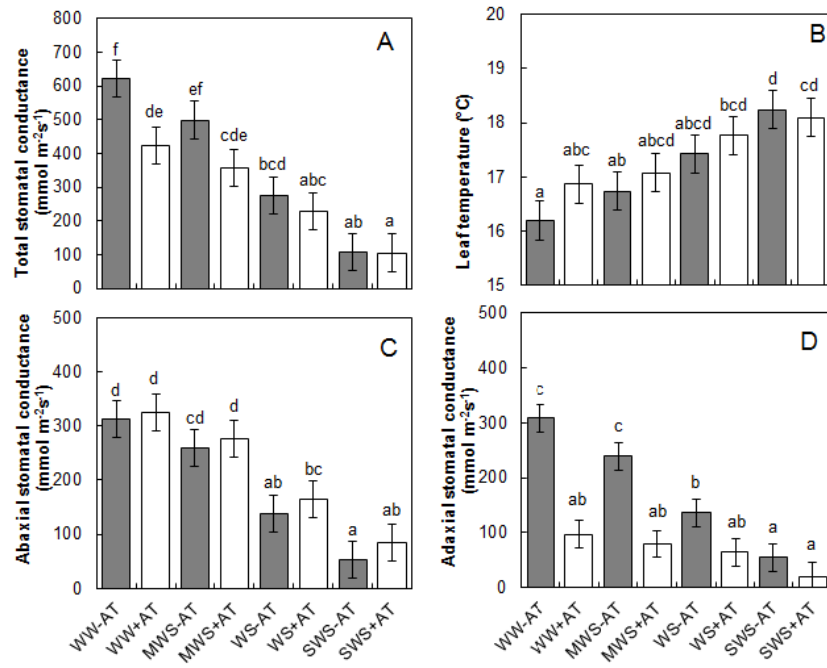 A
Total stomatal conductance
(mmol m⁻²s⁻¹)
800
700
600
500
400
300
200
100
0
f
de
ef
cde
bcd
abc
ab
a
B
Leaf temperature (°C)
20
19
18
17
16
15
a
abc
ab
abcd
abcd
bcd
d
cd
C
Abaxial stomatal conductance
(mmol m⁻²s⁻¹)
500
400
300
200
100
0
d
d
cd
d
ab
bc
a
ab
WW-AT
WW+AT
MWS-AT
MWS+AT
WS-AT
WS+AT
SWS-AT
SWS+AT
D
Adaxial stomatal conductance
(mmol m⁻²s⁻¹)
500
400
300
200
100
0
c
ab
c
ab
b
ab
a
a
WW-AT
WW+AT
MWS-AT
MWS+AT
WS-AT
WS+AT
SWS-AT
SWS+AT